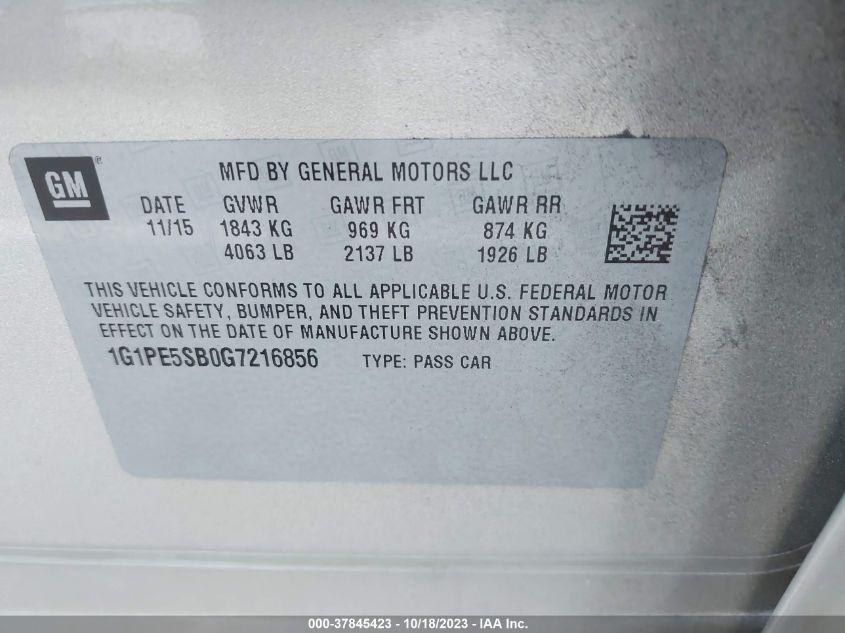 GM®
MFD BY GENERAL MOTORS LLC
DATE GVWR GAWR FRT GAWR RR
11/15 1843 KG 969 KG 874 KG
4063 LB 2137 LB 1926 LB
THIS VEHICLE CONFORMS TO ALL APPLICABLE U.S. FEDERAL MOTOR
VEHICLE SAFETY, BUMPER, AND THEFT PREVENTION STANDARDS IN
EFFECT ON THE DATE OF MANUFACTURE SHOWN ABOVE.
1G1PE5SB0G7216856 TYPE: PASS CAR
000-37845423 - 10/18/2023 - IAA Inc.